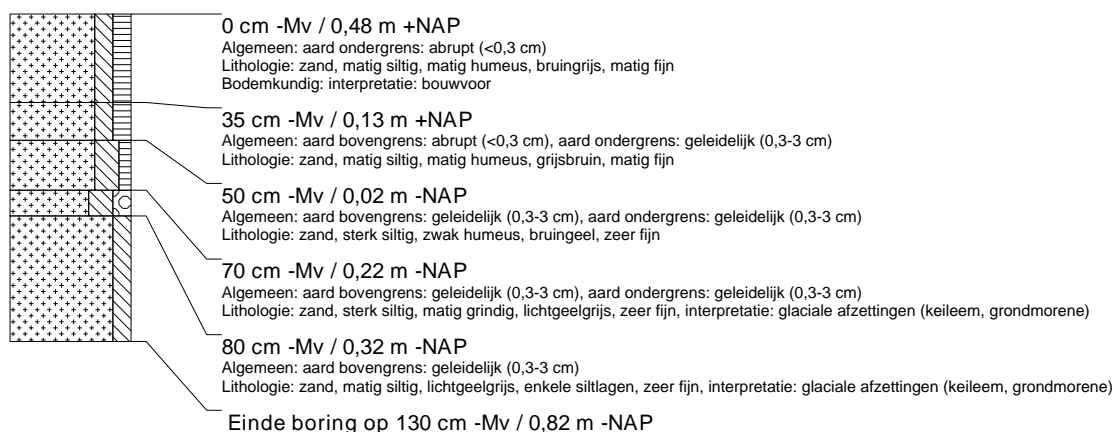 0 cm -Mv / 0,48 m +NAP
Algemeen: aard ondergrens: abrupt (<0,3 cm)
Lithologie: zand, matig siltig, matig humeus, bruingrijs, matig fijn
Bodemkundig: interpretatie: bouwvoor
35 cm -Mv / 0,13 m +NAP
Algemeen: aard bovengrens: abrupt (<0,3 cm), aard ondergrens: geleidelijk (0,3-3 cm)
Lithologie: zand, matig siltig, matig humeus, grijsbruin, matig fijn
50 cm -Mv / 0,02 m -NAP
Algemeen: aard bovengrens: geleidelijk (0,3-3 cm), aard ondergrens: geleidelijk (0,3-3 cm)
Lithologie: zand, sterk siltig, zwak humeus, bruingeel, zeer fijn
70 cm -Mv / 0,22 m -NAP
Algemeen: aard bovengrens: geleidelijk (0,3-3 cm), aard ondergrens: geleidelijk (0,3-3 cm)
Lithologie: zand, sterk siltig, matig grindig, lichtgeelgrijs, zeer fijn, interpretatie: glaciale afzettingen (keileem, grondmorene)
80 cm -Mv / 0,32 m -NAP
Algemeen: aard bovengrens: geleidelijk (0,3-3 cm)
Lithologie: zand, matig siltig, lichtgeelgrijs, enkele siltlagen, zeer fijn, interpretatie: glaciale afzettingen (keileem, grondmorene)
Einde boring op 130 cm -Mv / 0,82 m -NAP